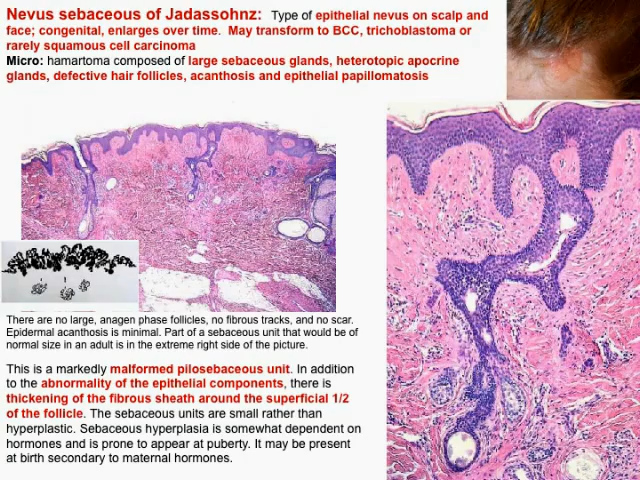 Nevus sebaceous of Jadassohnz: Type of epithelial nevus on scalp and
face; congenital, enlarges over time. May transform to BCC, trichoblastoma or
rarely squamous cell carcinoma
Micro: hamartoma composed of large sebaceous glands, heterotopic apocrine
glands, defective hair follicles, acanthosis and epithelial papillomatosis
There are no large, anagen phase follicles, no fibrous tracks, and no scar.
Epidermal acanthosis is minimal. Part of a sebaceous unit that would be of
normal size in an adult is in the extreme right side of the picture.
This is a markedly malformed pilosebaceous unit. In addition
to the abnormality of the epithelial components, there is
thickening of the fibrous sheath around the superficial 1/2
of the follicle. The sebaceous units are small rather than
hyperplastic. Sebaceous hyperplasia is somewhat dependent on
hormones and is prone to appear at puberty. It may be present
at birth secondary to maternal hormones.